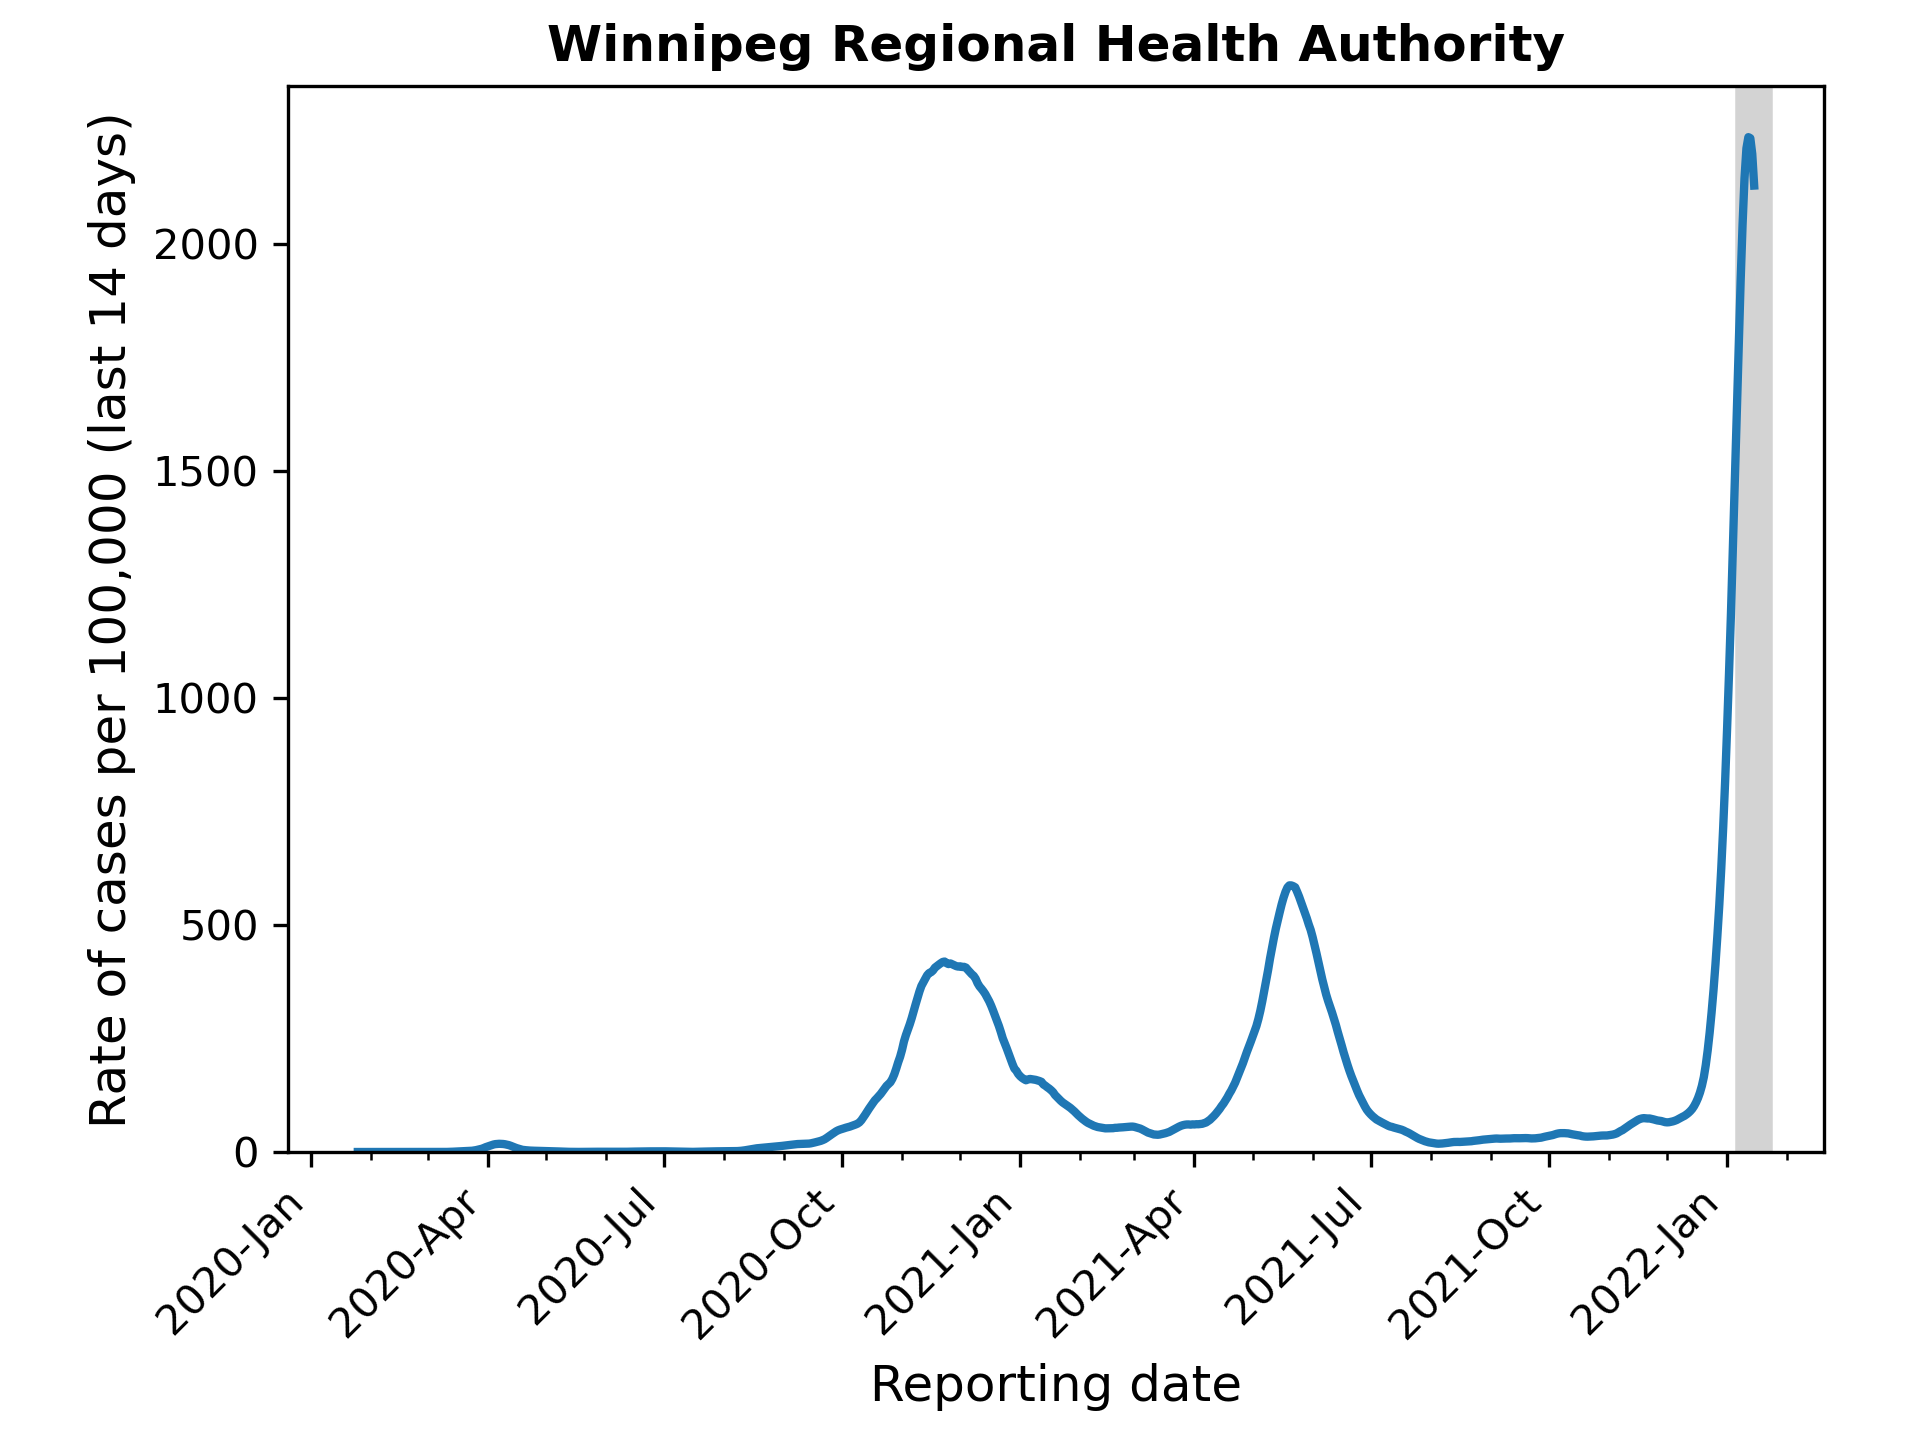 Winnipeg Regional Health Authority
Rate of cases per 100,000 (last 14 days)
2000
1500
1000
500
0
2020-Jan
2020-Apr
2020-Jul
2020-Oct
2021-Jan
2021-Apr
2021-Jul
2021-Oct
2022-Jan
Reporting date